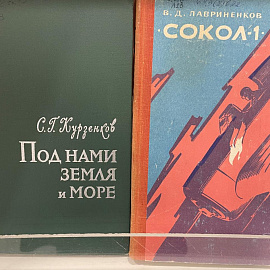 С. Г. Курзенков
Под нами
земля
и море
В. Д. ЛАВРИНЕНКОВ
"СОКОЛ-1"